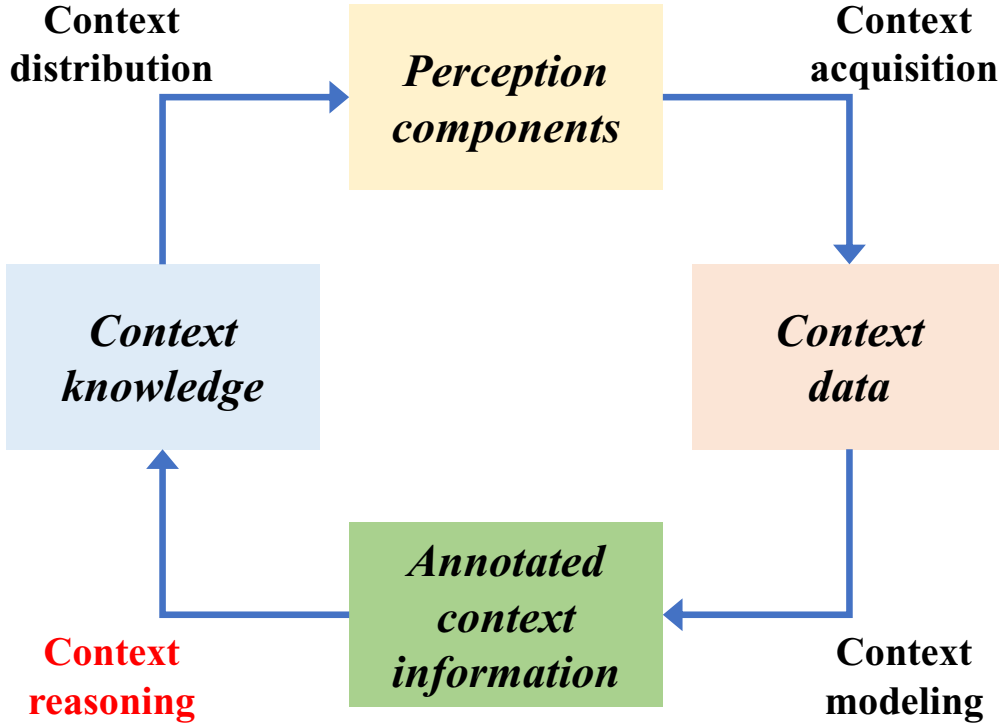 Context
distribution
Perception
components
Context
acquisition
Context
knowledge
Context
data
Context
reasoning
Annotated
context
information
Context
modeling